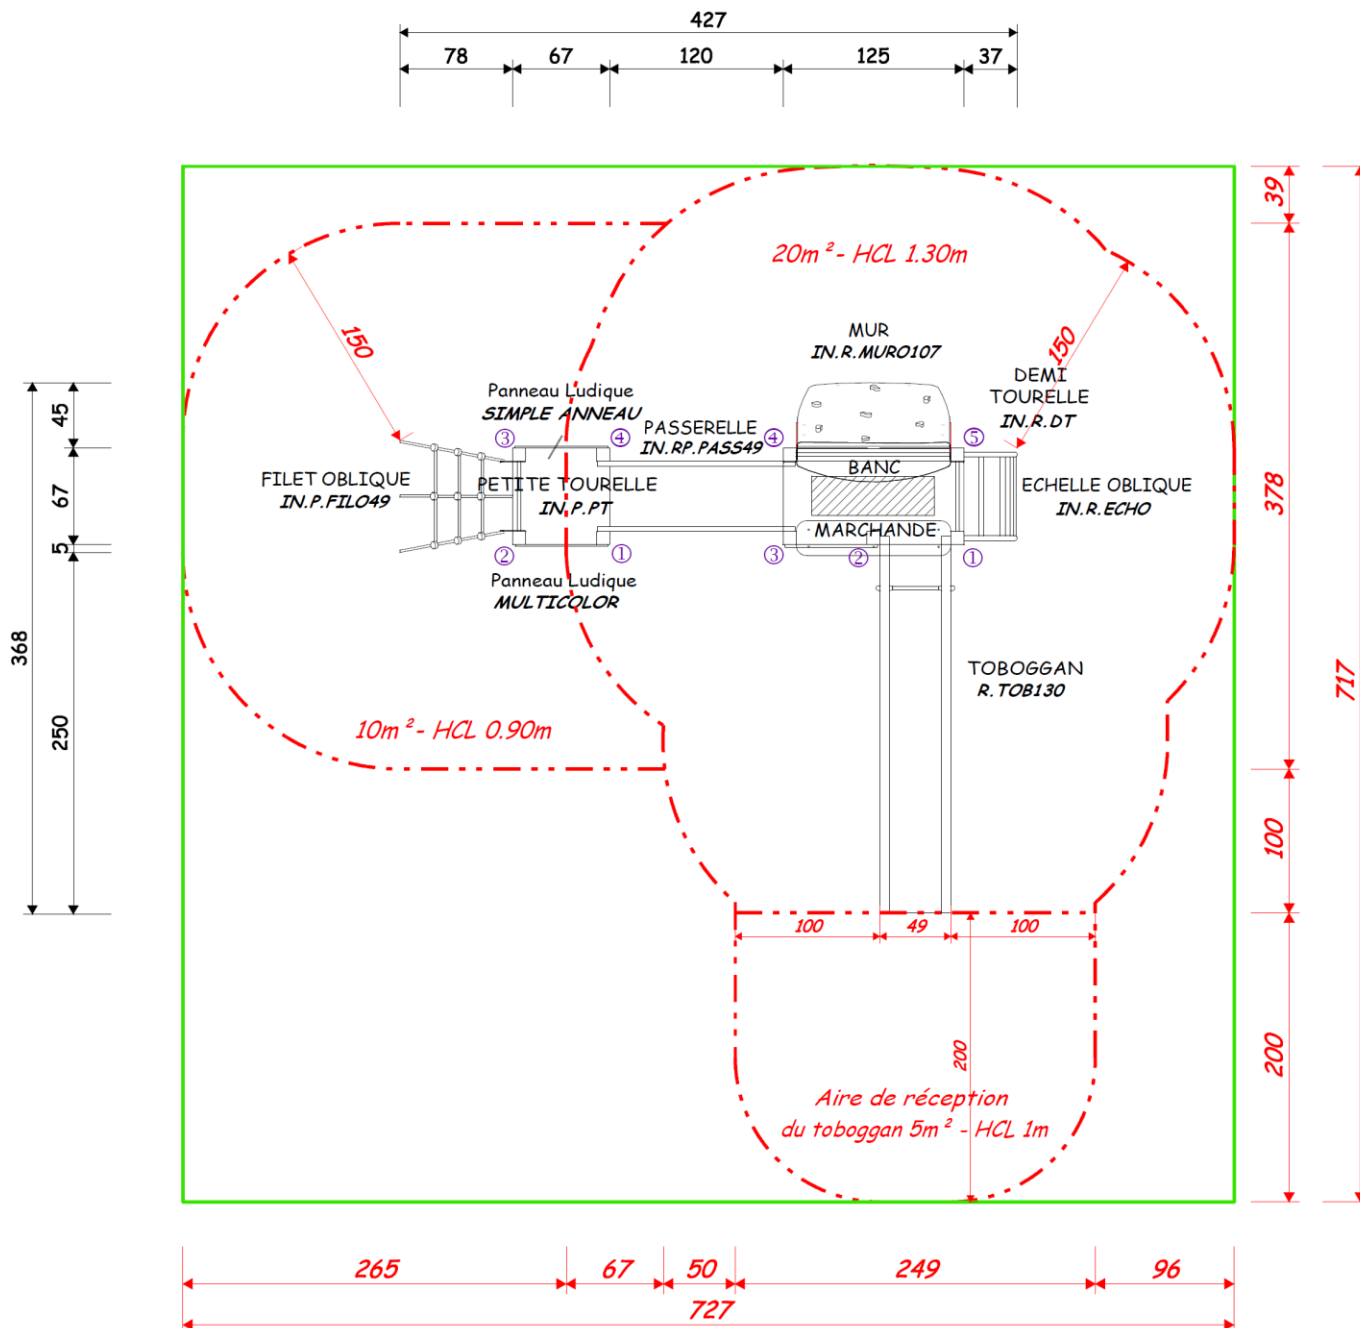 427
78
67
120
125
37
39
20m² - HCL 1.30m
150
150
MUR
IN.R.MUR0107
DEMI
TOURELLE
IN.R.DT
Panneau Ludique
SIMPLE ANNEAU
PASSERELLE
IN.RP.PASS49
③
④
④
⑤
45
67
5
368
250
FILET OBLIQUE
IN.P.FIL049
PETITE TOURELLE
IN.P.PT
BANC
MARCHANDE
ECHELLE OBLIQUE
IN.R.ECHO
378
②
①
③
②
①
Panneau Ludique
MULTICOLOR
TOBOGGAN
R.TOB130
717
10m² - HCL 0.90m
100
100
49
100
200
200
Aire de réception
du toboggan 5m² - HCL 1m
265
67
50
249
96
727